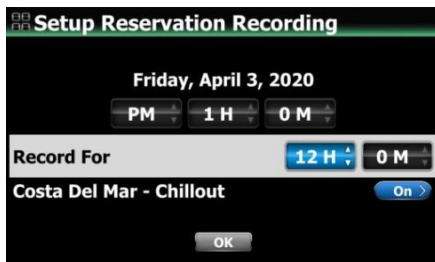 Setup Reservation Recording
Friday, April 3, 2020
PM 1 H 0 M
Record For 12 H 0 M
Costa Del Mar - Chillout On
OK